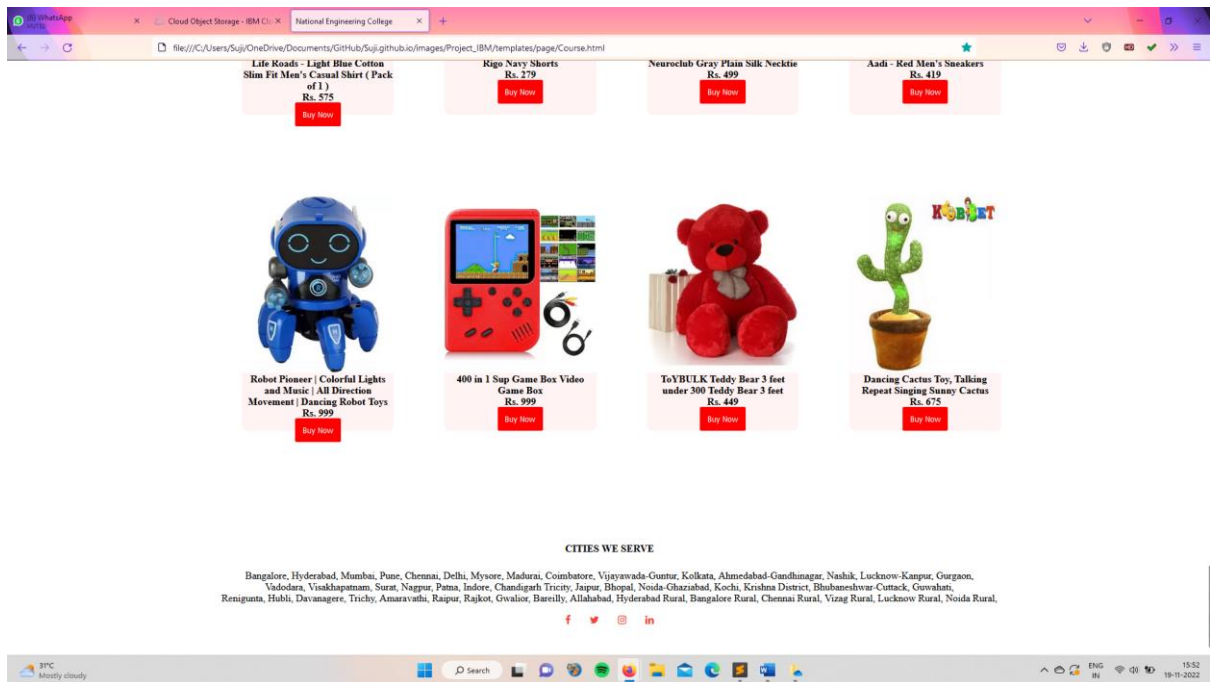 (8) WhatsApp
Cloud Object Storage - IBM Clo
National Engineering College
file:///C:/Users/Suji/OneDrive/Documents/GitHub/Suji.github.io/images/Project_IBM/templates/page/Course.html
Life Roads - Light Blue Cotton
Slim Fit Men's Casual Shirt ( Pack
of 1 )
Rs. 575
Buy Now
Rigo Navy Shorts
Rs. 279
Buy Now
Neuroclub Gray Plain Silk Necktie
Rs. 499
Buy Now
Aadi - Red Men's Sneakers
Rs. 419
Buy Now
Robot Pioneer | Colorful Lights
and Music | All Direction
Movement | Dancing Robot Toys
Rs. 999
Buy Now
400 in 1 Sup Game Box Video
Game Box
Rs. 999
Buy Now
ToYBULK Teddy Bear 3 feet
under 300 Teddy Bear 3 feet
Rs. 449
Buy Now
Dancing Cactus Toy, Talking
Repeat Singing Sunny Cactus
Rs. 675
Buy Now
CITIES WE SERVE
Bangalore, Hyderabad, Mumbai, Pune, Chennai, Delhi, Mysore, Madurai, Coimbatore, Vijayawada-Guntur, Kolkata, Ahmedabad-Gandhinagar, Nashik, Lucknow-Kanpur, Gurgaon,
Vadodara, Visakhapatnam, Surat, Nagpur, Patna, Indore, Chandigarh Tricity, Jaipur, Bhopal, Noida-Ghaziabad, Kochi, Krishna District, Bhubaneshwar-Cuttack, Guwahati,
Renigunta, Hubli, Davanagere, Trichy, Amaravathi, Raipur, Rajkot, Gwalior, Bareilly, Allahabad, Hyderabad Rural, Bangalore Rural, Chennai Rural, Vizag Rural, Lucknow Rural, Noida Rural,
31°C
Mostly cloudy
Search
ENG
IN
15:52
19-11-2022